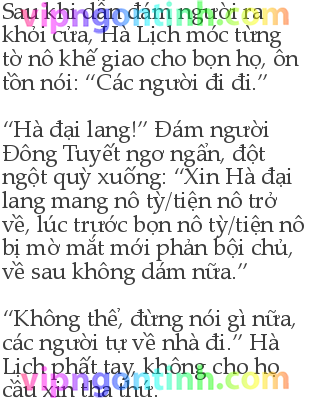 Sau khi dẫn đám người ra
khỏi cửa, Hà Lịch móc từng
tờ nô khế giao cho bọn họ, ôn
tồn nói: “Các người đi đi.”
“Hà đại lang!” Đám người
Đông Tuyết ngơ ngẩn, đột
ngột quỳ xuống: “Xin Hà đại
lang mang nô tỳ/tiện nô trở
về, lúc trước bọn nô tỳ/tiện nô
bị mờ mắt mới phản bội chủ,
về sau không dám nữa.”
“Không thể, đừng nói gì nữa,
các người tự về nhà đi.” Hà
Lịch phất tay, không cho họ
cầu xin tha thứ.
vipngontinh.com
vipngontinh.com